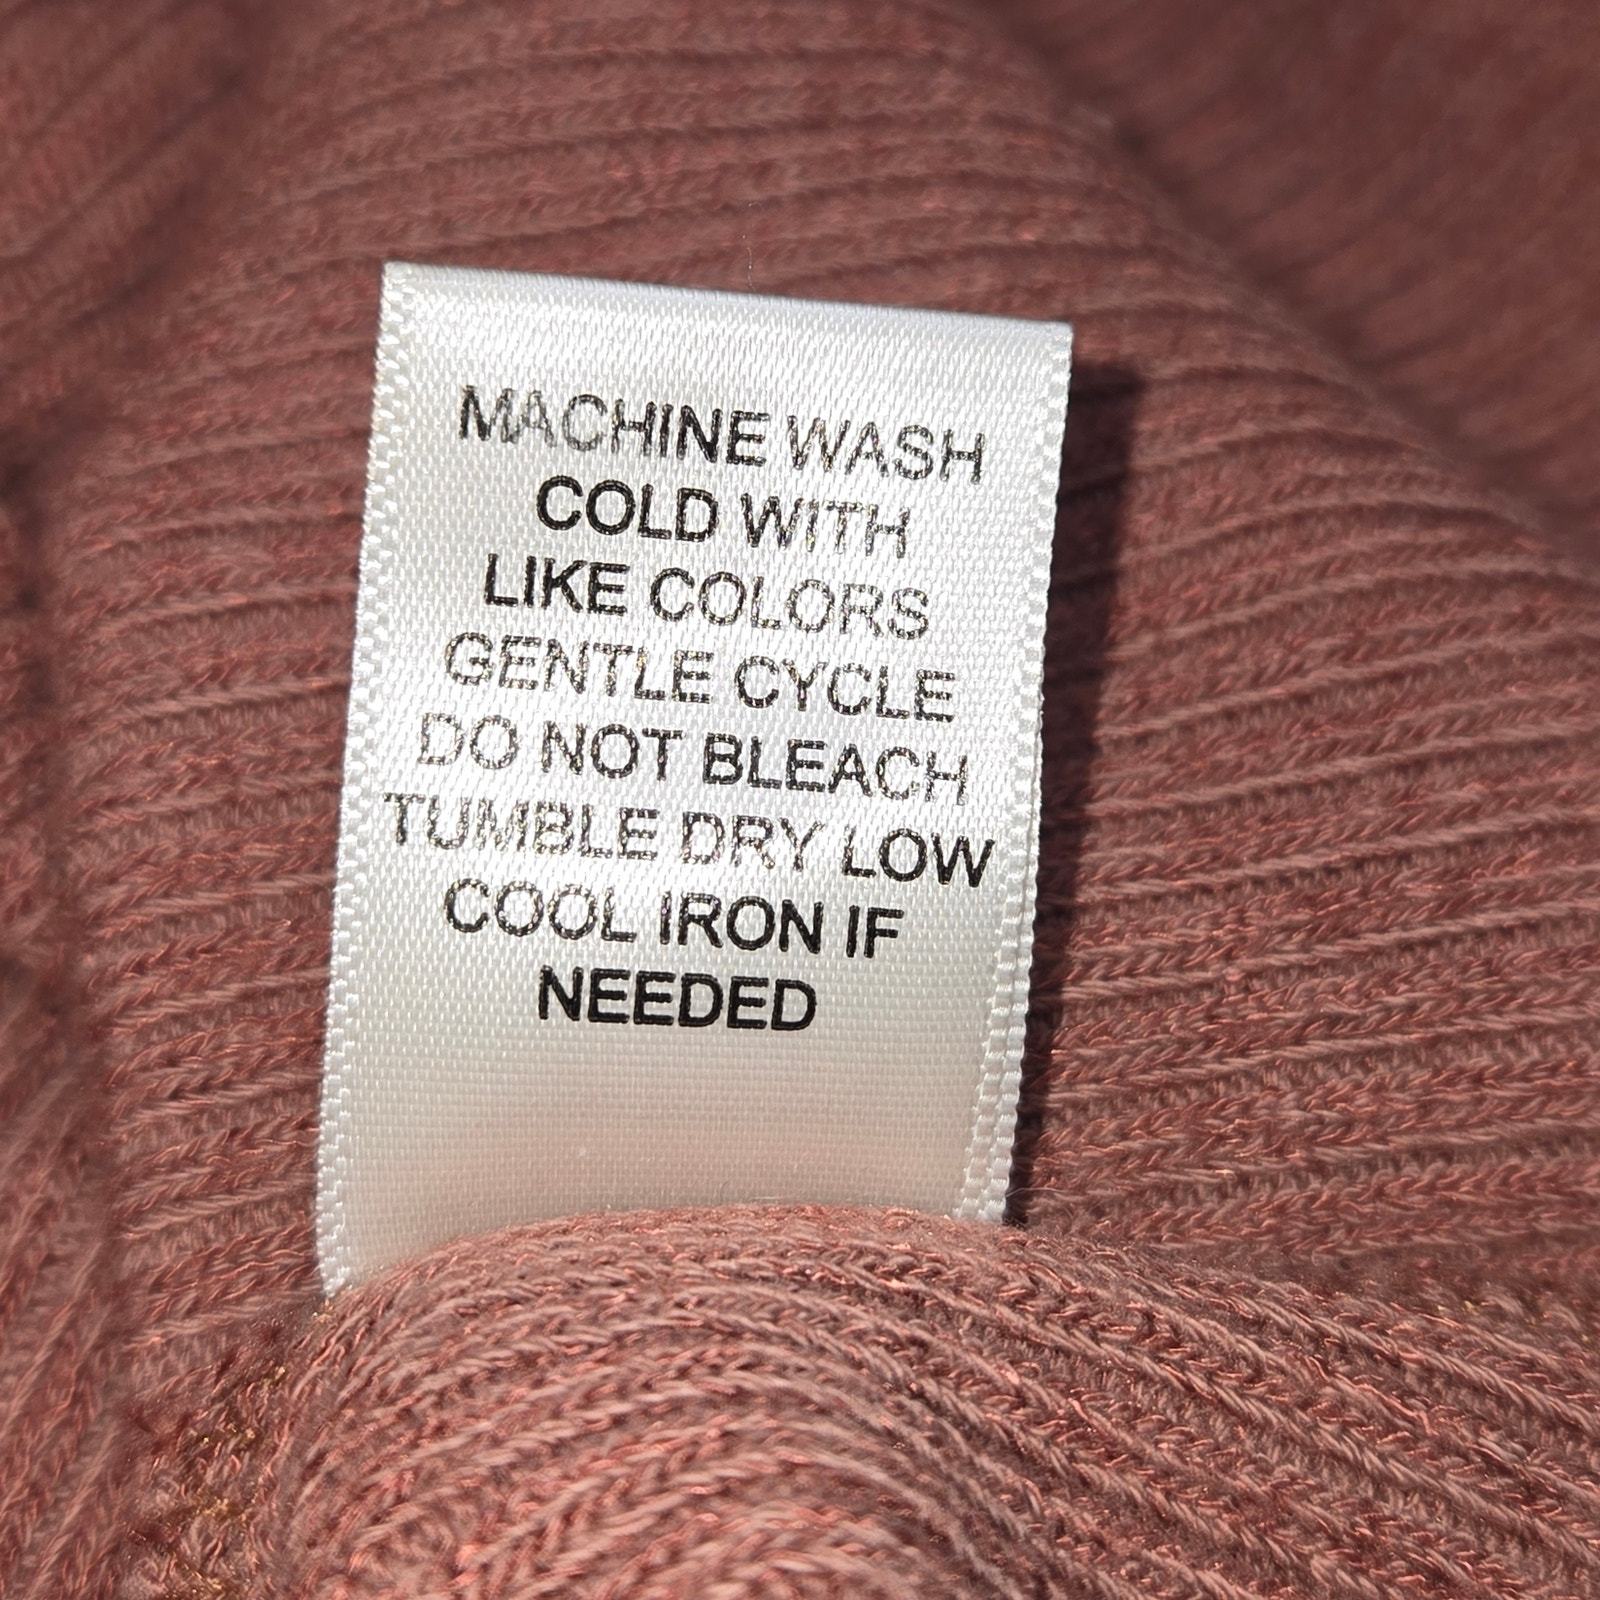 MACHINE WASH
COLD WITH
LIKE COLORS
GENTLE CYCLE
DO NOT BLEACH
TUMBLE DRY LOW
COOL IRON IF
NEEDED